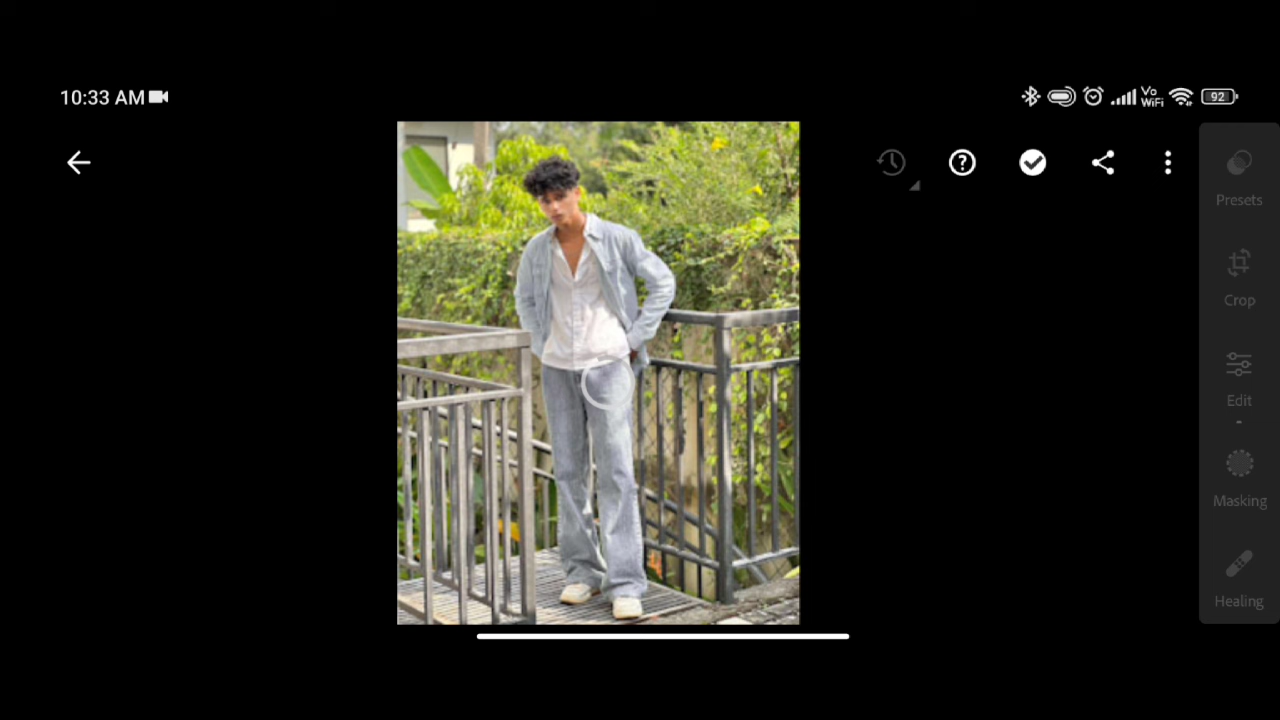 10:33 AM
Vo
WiFi
92
Presets
Crop
Edit
Masking
Healing